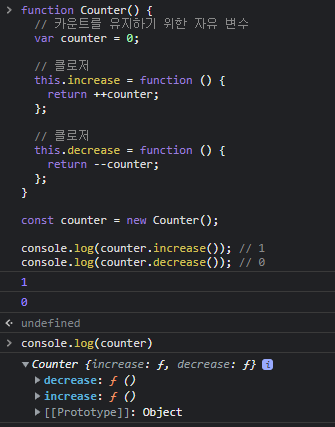 function Counter() {
// 카운트를 유지하기 위한 자유 변수
var counter = 0;
// 클로저
this.increase = function () {
return ++counter;
};
// 클로저
this.decrease = function () {
return --counter;
};
}
const counter = new Counter();
console.log(counter.increase()); // 1
console.log(counter.decrease()); // 0
1
0
undefined
console.log(counter)
Counter {increase: ƒ, decrease: ƒ} i
decrease: ƒ ()
increase: ƒ ()
[[Prototype]]: Object